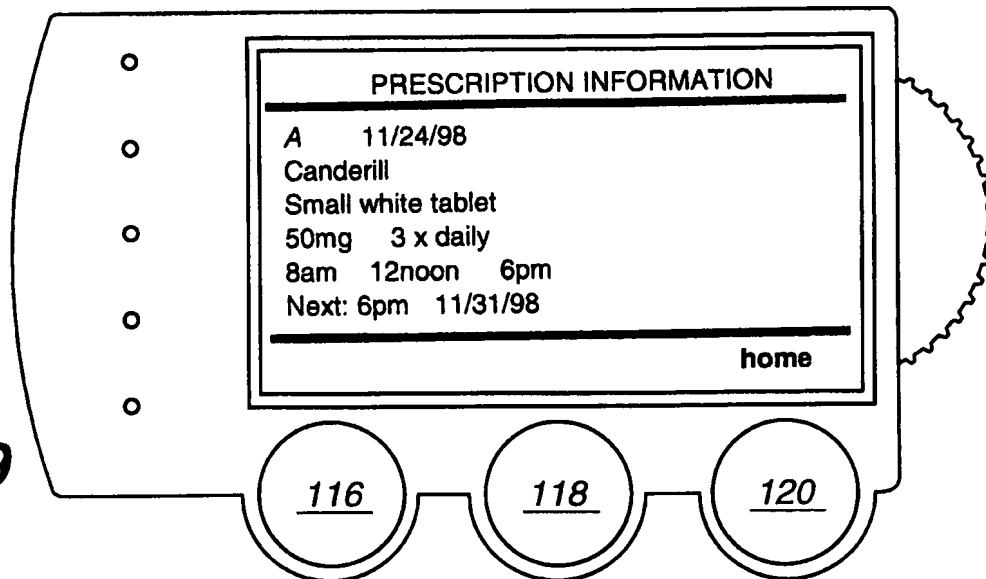 PRESCRIPTION INFORMATION
A 11/24/98
Canderill
Small white tablet
50mg 3 x daily
8am 12noon 6pm
Next: 6pm 11/31/98
home
116 118 120